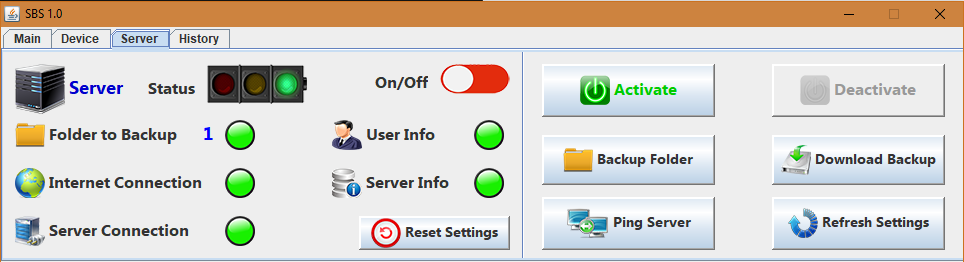 SBS 1.0
Main Device Server History
Server Status On/Off
Folder to Backup 1 User Info
Internet Connection Server Info
Server Connection Reset Settings
Activate Deactivate
Backup Folder Download Backup
Ping Server Refresh Settings